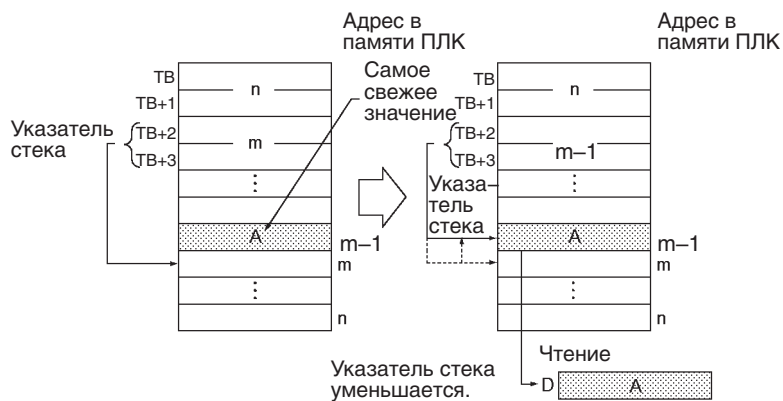 Адрес в
памяти ПЛК
Адрес в
памяти ПЛК
TB
TB+1
TB+2
TB+3
n
m
⋮
A
⋮
Самое
свежее
значение
Указатель
стека
m–1
m
n
TB
TB+1
TB+2
TB+3
n
m–1
⋮
A
⋮
Указа-
тель
стека
m–1
m
n
Чтение
Указатель стека
уменьшается.
D
A